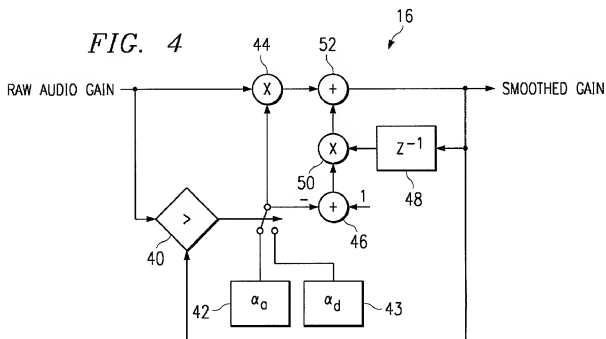 FIG. 4
16
44
52
RAW AUDIO GAIN
X
+
SMOOTHED GAIN
X
Z⁻¹
50
48
>
−
+
1
40
46
42
αa
αd
43